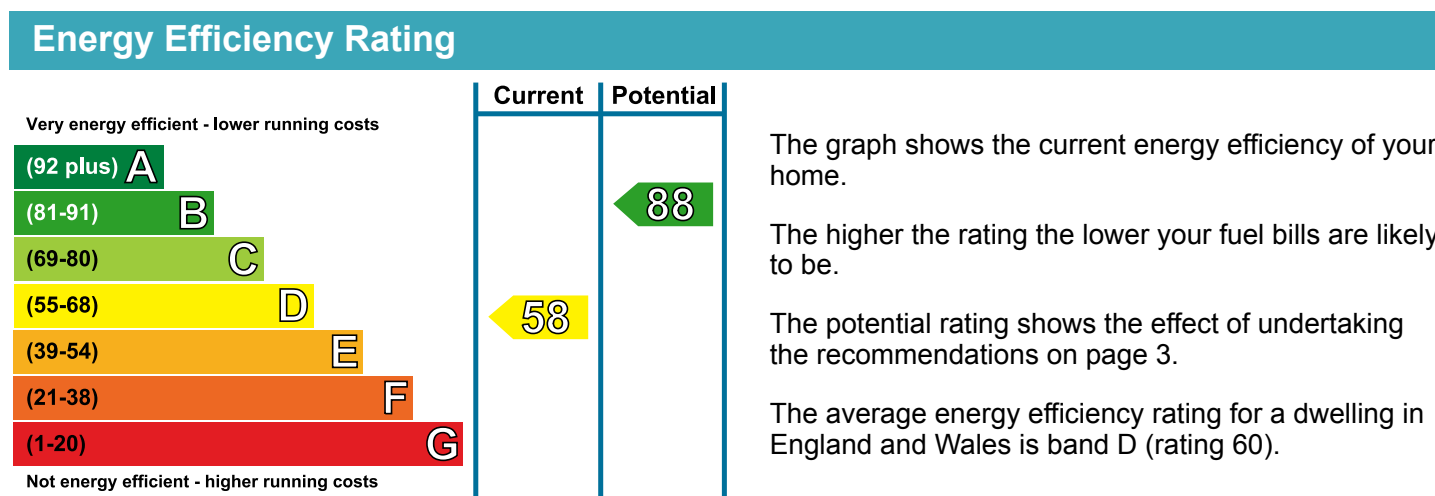 Energy Efficiency Rating
Current Potential
Very energy efficient - lower running costs
(92 plus) A
(81-91) B
88
(69-80) C
(55-68) D
58
(39-54) E
(21-38) F
(1-20) G
Not energy efficient - higher running costs
The graph shows the current energy efficiency of your
home.
The higher the rating the lower your fuel bills are likely
to be.
The potential rating shows the effect of undertaking
the recommendations on page 3.
The average energy efficiency rating for a dwelling in
England and Wales is band D (rating 60).